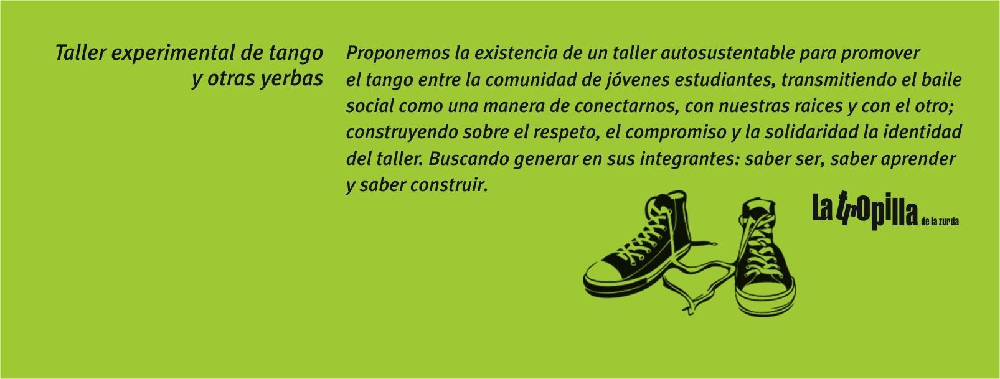 Taller experimental de tango
y otras yerbas
Proponemos la existencia de un taller autosustentable para promover
el tango entre la comunidad de jóvenes estudiantes, transmitiendo el baile
social como una manera de conectarnos, con nuestras raices y con el otro;
construyendo sobre el respeto, el compromiso y la solidaridad la identidad
del taller. Buscando generar en sus integrantes: saber ser, saber aprender
y saber construir.
La tropilla de la zurda